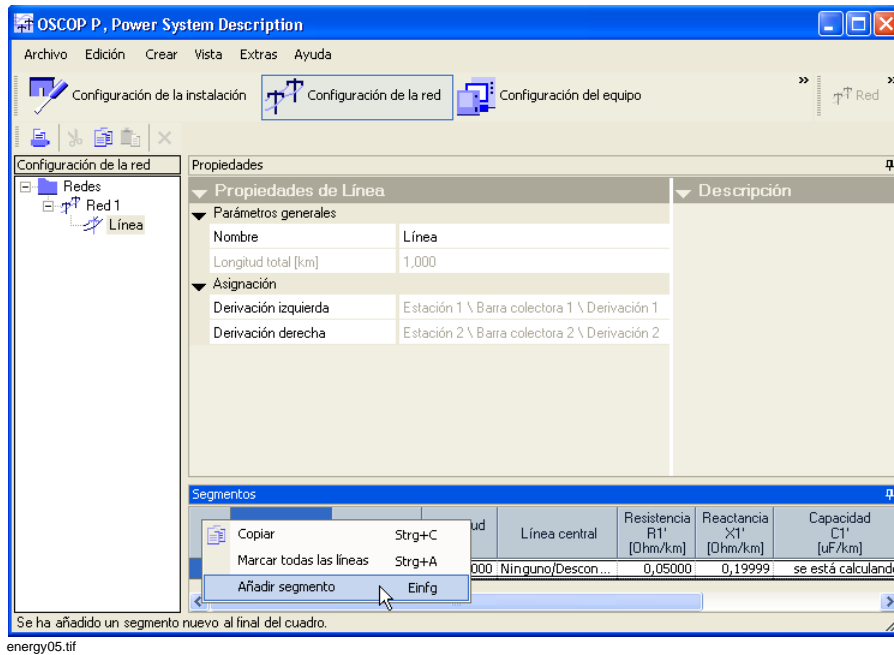 OSCOP P, Power System Description
Archivo Edición Crear Vista Extras Ayuda
Configuración de la instalación Configuración de la red Configuración del equipo » Red »
Configuración de la red
Redes
Red 1
Línea
Propiedades
Propiedades de Línea
Descripción
Parámetros generales
Nombre Línea
Longitud total [km] 1,000
Asignación
Derivación izquierda Estación 1 \ Barra colectora 1 \ Derivación 1
Derivación derecha Estación 2 \ Barra colectora 2 \ Derivación 2
Segmentos
ud Línea central Resistencia R1' [Ohm/km] Reactancia X1' [Ohm/km] Capacidad C1' [uF/km]
000 Ninguno/Descon... 0,05000 0,19999 se está calculando
Copiar Strg+C
Marcar todas las líneas Strg+A
Añadir segmento Einfg
Se ha añadido un segmento nuevo al final del cuadro.
energy05.tif